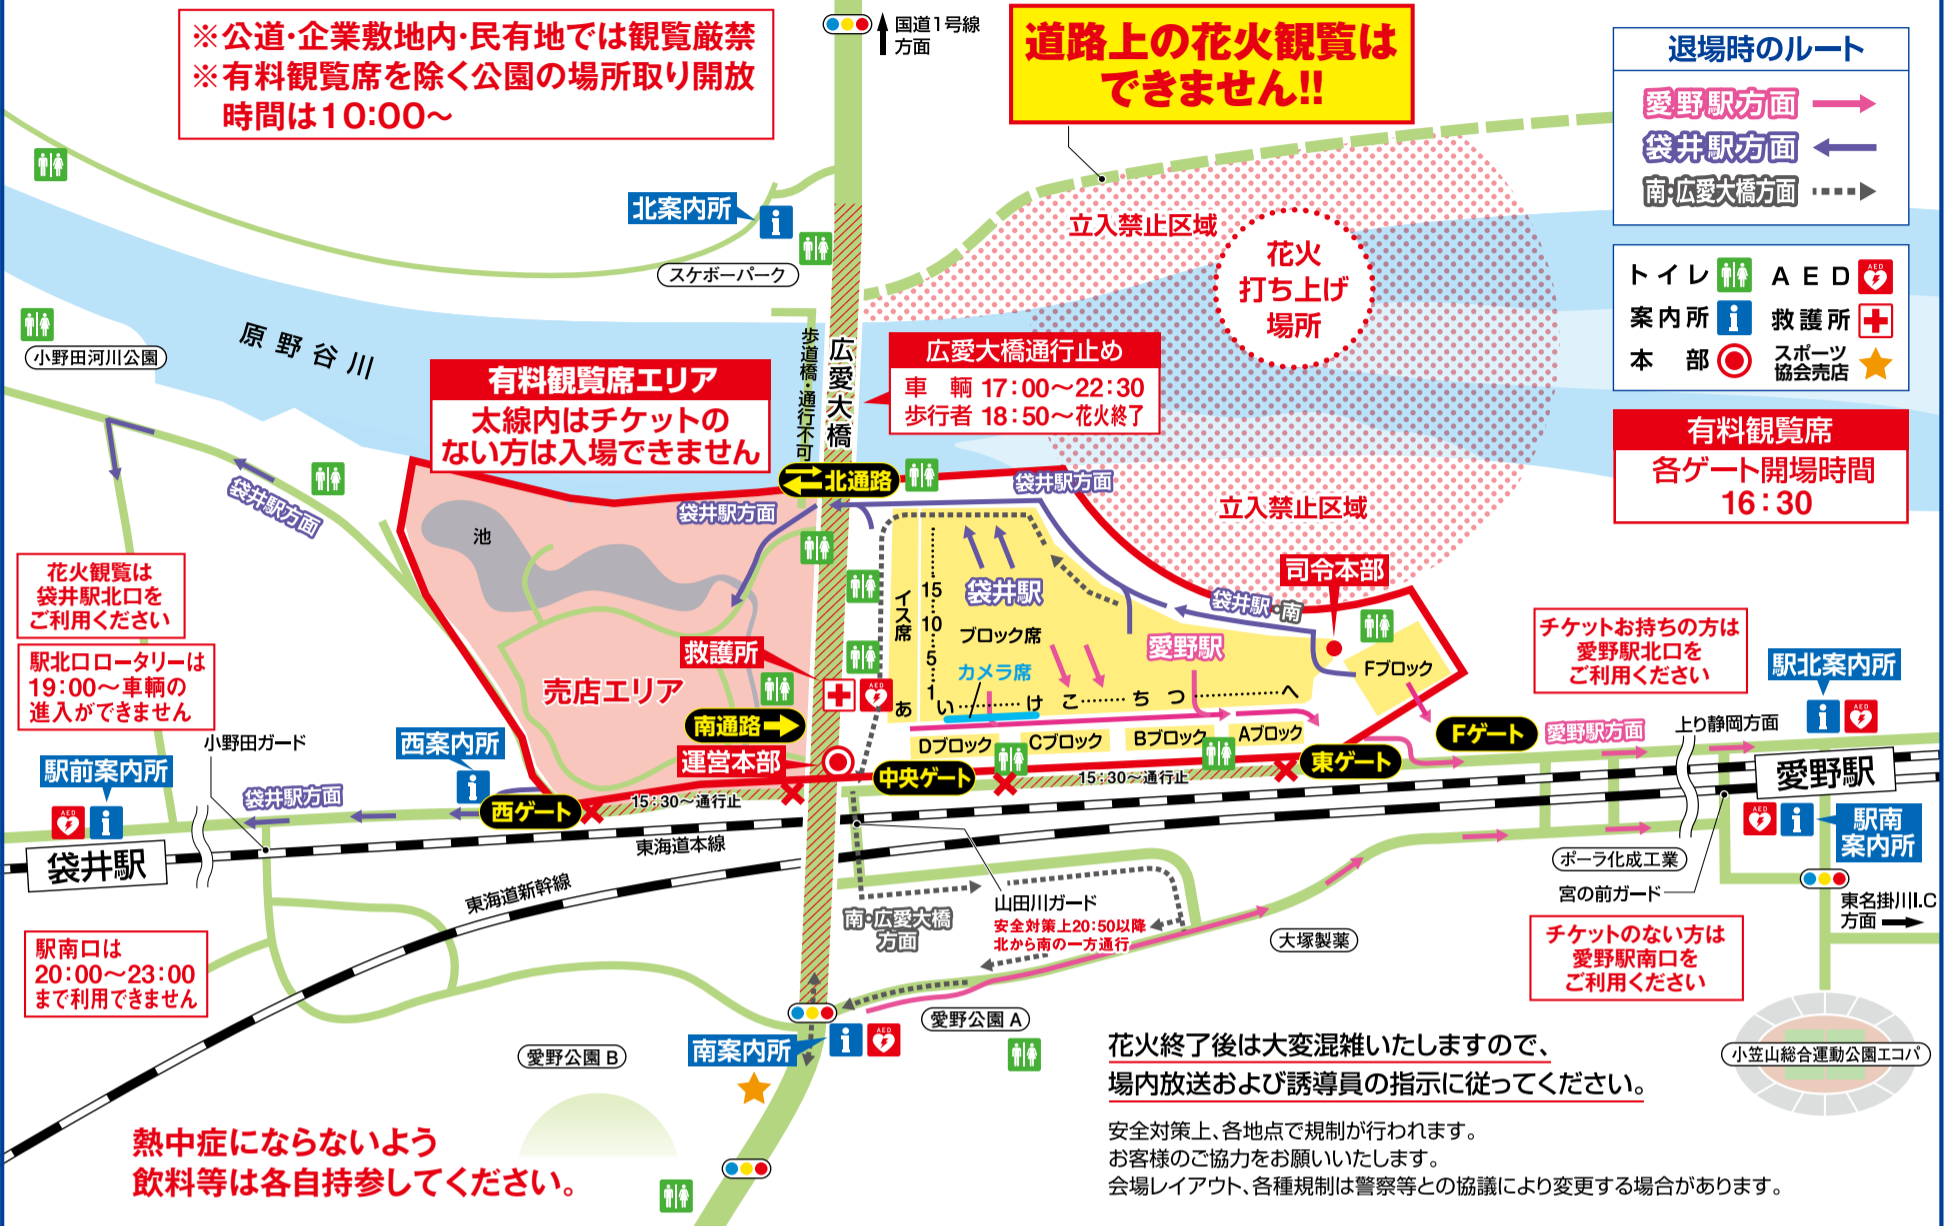 ※公道・企業敷地内・民有地では観覧厳禁
※有料観覧席を除く公園の場所取り開放
時間は10:00～
国道1号線
方面
道路上の花火観覧は
できません!!
退場時のルート
愛野駅方面
袋井駅方面
南・広愛大橋方面
トイレ
AED
案内所
救護所
本部
スポーツ
協会売店
有料観覧席
各ゲート開場時間
16:30
北案内所
スケボーパーク
立入禁止区域
花火
打ち上げ
場所
原野谷川
小野田河川公園
歩道橋・通行不可
広愛大橋
広愛大橋通行止め
車輌 17:00～22:30
歩行者 18:50～花火終了
有料観覧席エリア
太線内はチケットの
ない方は入場できません
北通路
袋井駅方面
袋井駅方面
袋井駅方面
立入禁止区域
池
司令本部
イス席
15
10
5
1
あ
袋井駅
ブロック席
カメラ席
愛野駅
袋井駅・南
Fブロック
い…………け
こ………ち
つ………………へ
花火観覧は
袋井駅北口を
ご利用ください
駅北口ロータリーは
19:00～車輌の
進入ができません
救護所
売店エリア
南通路
運営本部
Dブロック
Cブロック
Bブロック
Aブロック
中央ゲート
東ゲート
Fゲート
愛野駅方面
上り静岡方面
チケットお持ちの方は
愛野駅北口を
ご利用ください
駅北案内所
愛野駅
駅南
案内所
小野田ガード
西案内所
駅前案内所
袋井駅方面
西ゲート
15:30～通行止
15:30～通行止
袋井駅
東海道本線
東海道新幹線
南・広愛大橋
方面
山田川ガード
安全対策上20:50以降
北から南の一方通行
ポーラ化成工業
宮の前ガード
東名掛川I.C
方面
大塚製薬
駅南口は
20:00～23:00
まで利用できません
チケットのない方は
愛野駅南口を
ご利用ください
愛野公園A
愛野公園B
南案内所
小笠山総合運動公園エコパ
花火終了後は大変混雑いたしますので、
場内放送および誘導員の指示に従ってください。
安全対策上、各地点で規制が行われます。
お客様のご協力をお願いいたします。
会場レイアウト、各種規制は警察等との協議により変更する場合があります。
熱中症にならないよう
飲料等は各自持参してください。